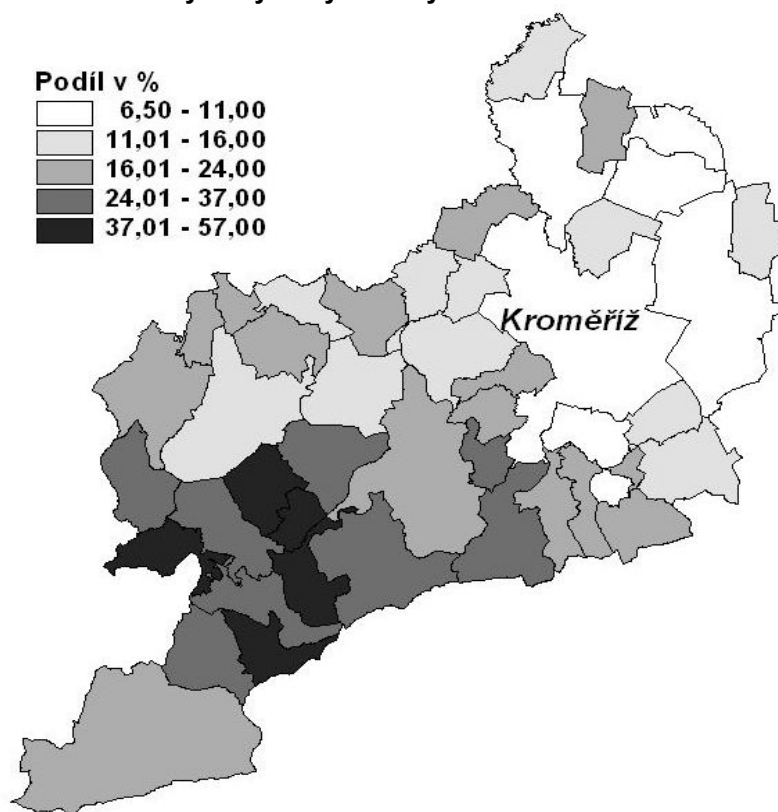 Podíl v %
6,50 - 11,00
11,01 - 16,00
16,01 - 24,00
24,01 - 37,00
37,01 - 57,00
Kroměříž